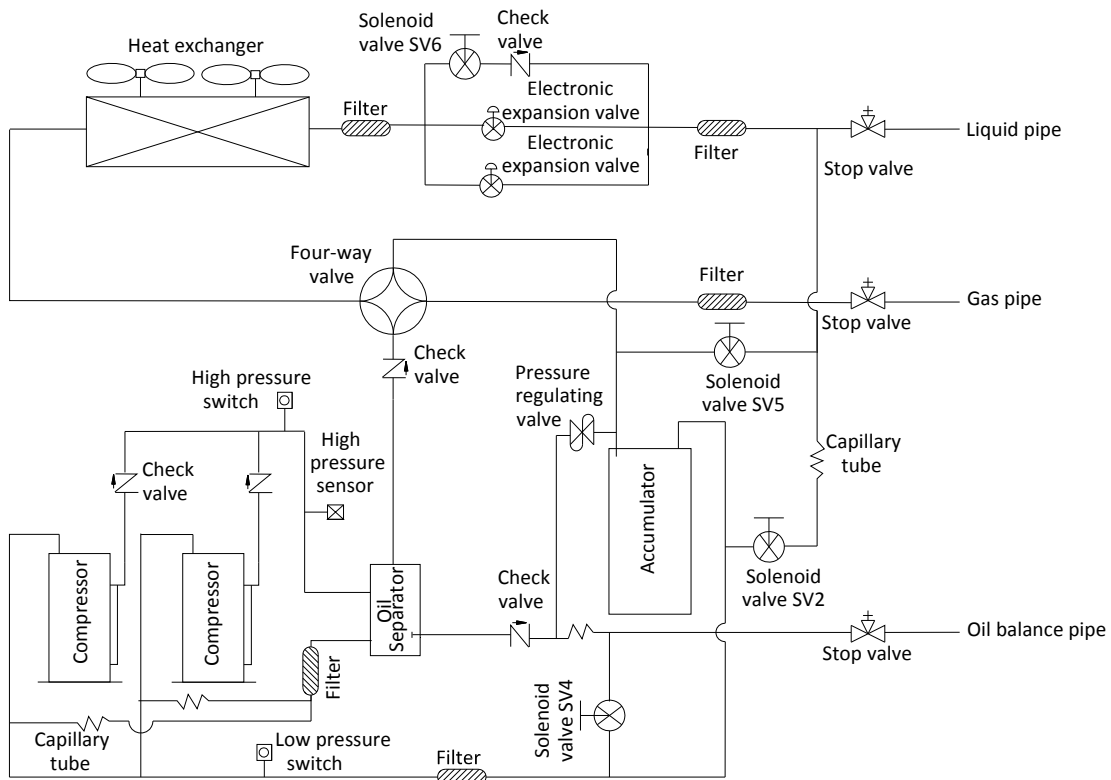 Solenoid
valve SV6
Check
valve
Heat exchanger
Filter
Electronic
expansion valve
Electronic
expansion valve
Filter
Liquid pipe
Stop valve
Four-way
valve
Filter
Gas pipe
Stop valve
Check
valve
High pressure
switch
Pressure
regulating
valve
Solenoid
valve SV5
High
pressure
sensor
Check
valve
Capillary
tube
Accumulator
Compressor
Compressor
Oil
Separator
Check
valve
Solenoid
valve SV2
Oil balance pipe
Stop valve
Filter
Solenoid
valve SV4
Capillary
tube
Low pressure
switch
Filter